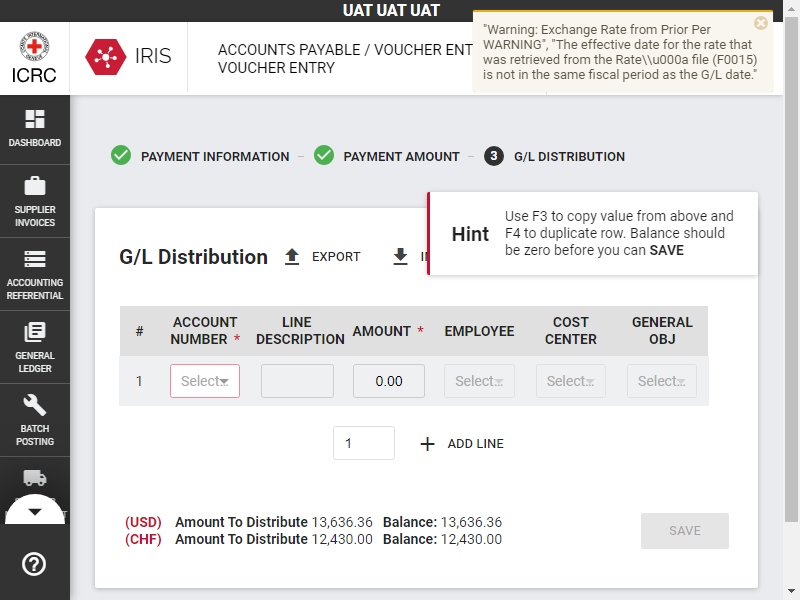 UAT UAT UAT
"Warning: Exchange Rate from Prior Per
WARNING", "The effective date for the rate that
was retrieved from the Rate\\u000a file (F0015)
is not in the same fiscal period as the G/L date."
ICRC
IRIS
ACCOUNTS PAYABLE / VOUCHER ENT
VOUCHER ENTRY
DASHBOARD
SUPPLIER
INVOICES
ACCOUNTING
REFERENTIAL
GENERAL
LEDGER
BATCH
POSTING
PAYMENT INFORMATION
PAYMENT AMOUNT
3 G/L DISTRIBUTION
Hint
Use F3 to copy value from above and
F4 to duplicate row. Balance should
be zero before you can SAVE
G/L Distribution
EXPORT
# ACCOUNT NUMBER * LINE DESCRIPTION AMOUNT * EMPLOYEE COST CENTER GENERAL OBJ
1 Select 0.00 Select... Select... Select...
1 + ADD LINE
(USD) Amount To Distribute 13,636.36 Balance: 13,636.36
(CHF) Amount To Distribute 12,430.00 Balance: 12,430.00
SAVE